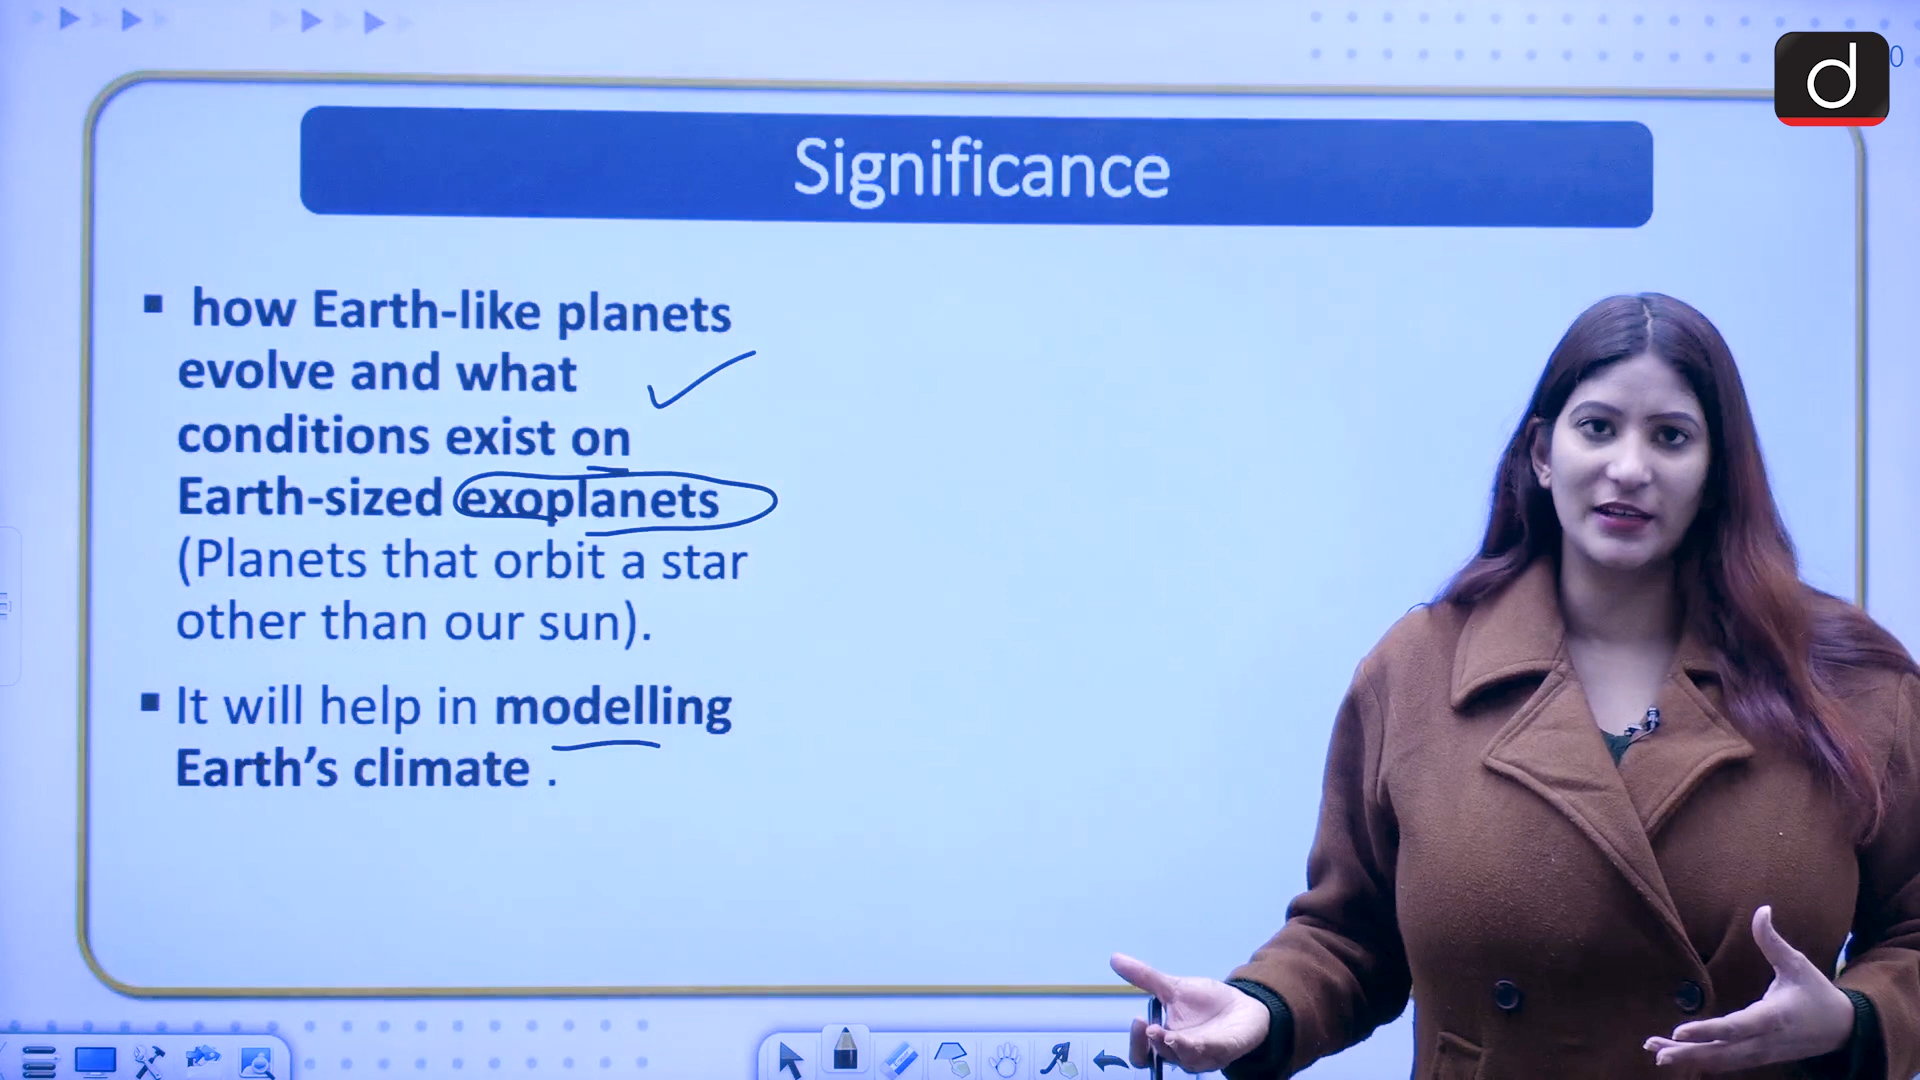 d
0
Significance
▪ how Earth-like planets
evolve and what
conditions exist on
Earth-sized exoplanets
(Planets that orbit a star
other than our sun).
▪ It will help in modelling
Earth's climate .